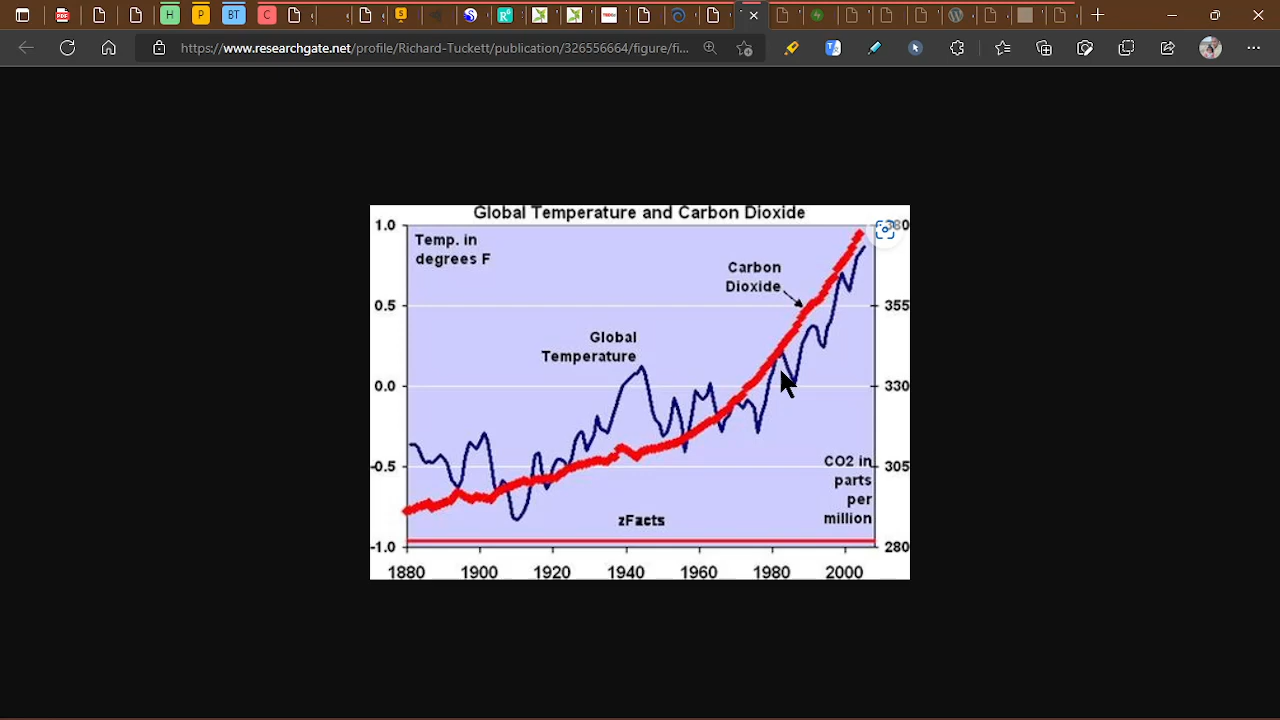 H
P
BT
C
https://www.researchgate.net/profile/Richard-Tuckett/publication/326556664/figure/fi...
Global Temperature and Carbon Dioxide
1.0
Temp. in
degrees F
Carbon
Dioxide
0.5
355
Global
Temperature
0.0
330
-0.5
305
CO2 in
parts
per
million
zFacts
-1.0
280
1880 1900 1920 1940 1960 1980 2000